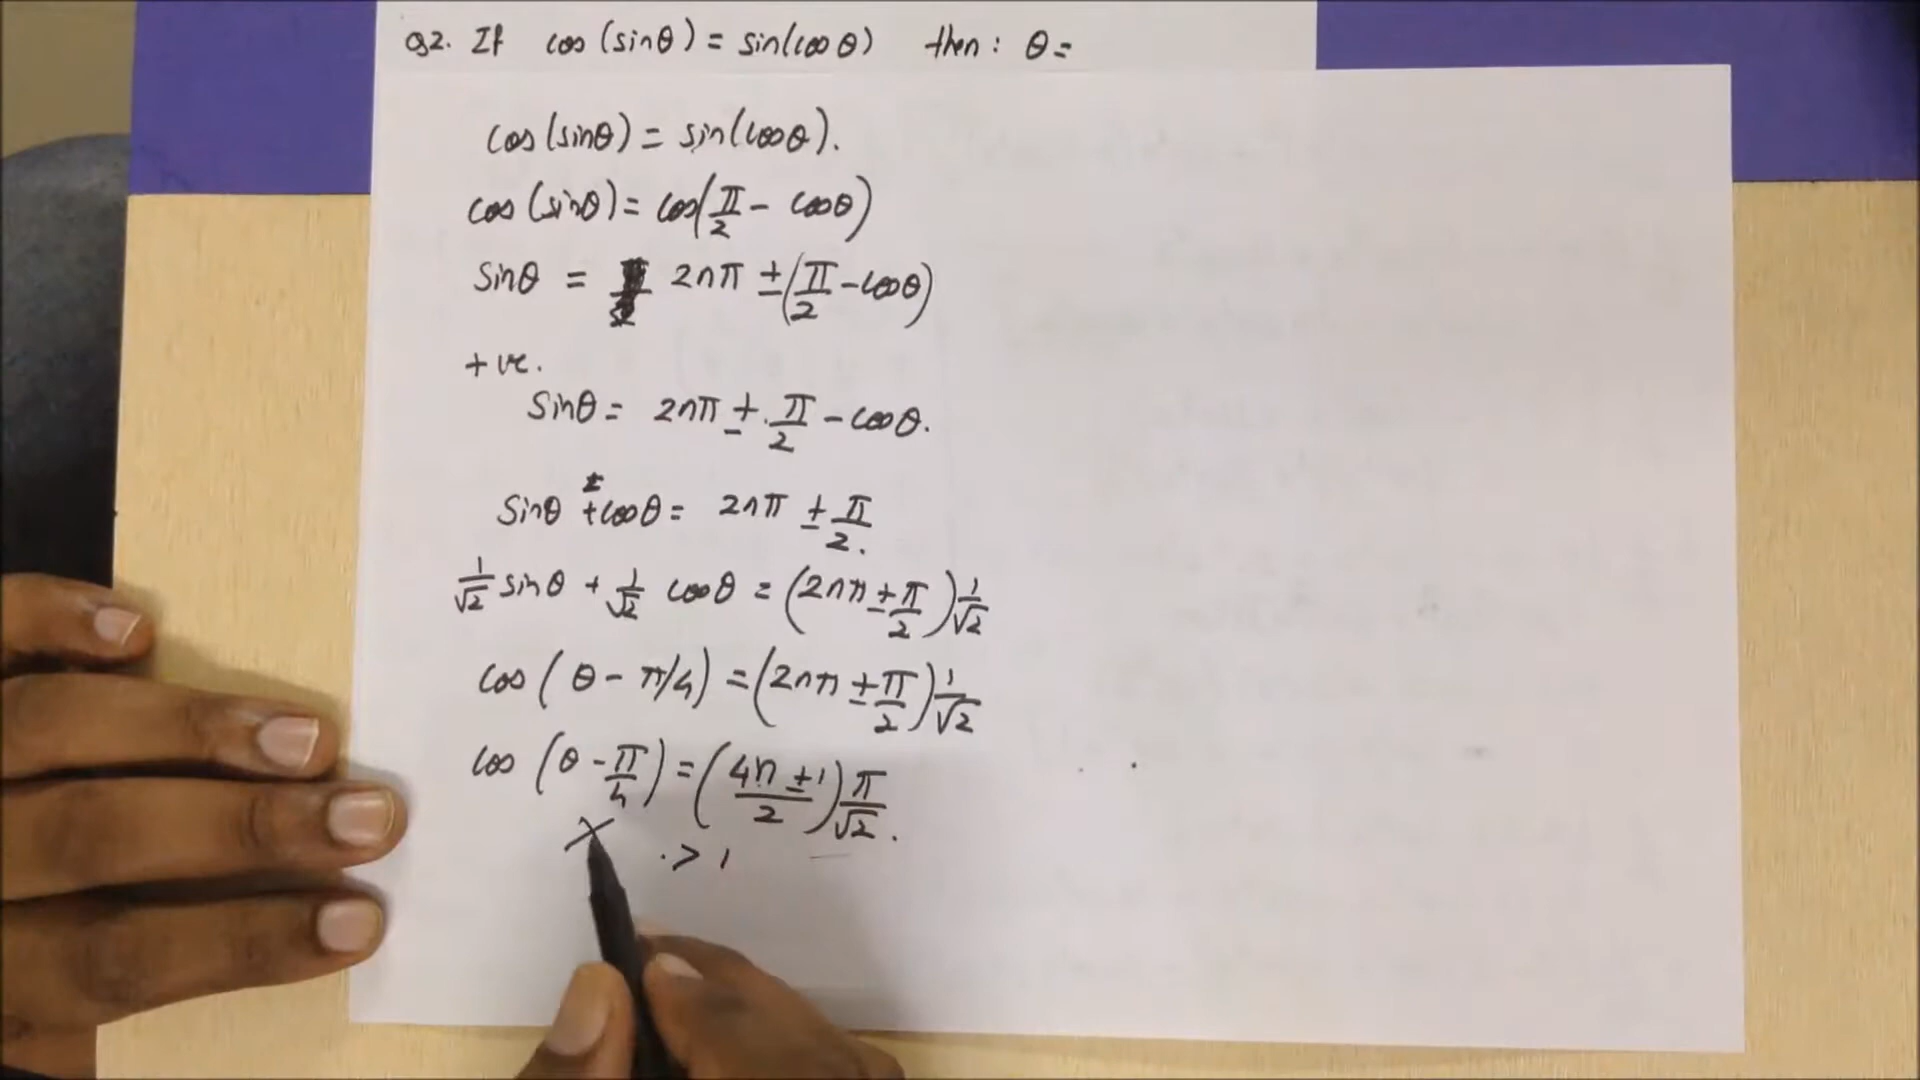 Q2. If cos (sinθ) = sin(cosθ) then : θ =
cos (sinθ) = sin(cosθ).
cos (sinθ) = cos(π/2 - cosθ)
sinθ = 2nπ ± (π/2 - cosθ)
+ve.
sinθ = 2nπ ± π/2 - cosθ.
sinθ + cosθ = 2nπ ± π/2.
1/√2 sinθ + 1/√2 cosθ = (2nπ ± π/2) 1/√2
cos (θ - π/4) = (2nπ ± π/2) 1/√2
cos (θ - π/4) = (4n ± 1/2) π/√2.
. > 1